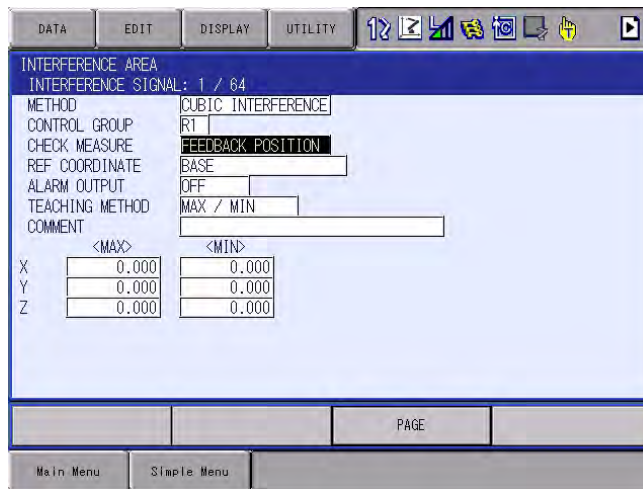 DATA EDIT DISPLAY UTILITY
INTERFERENCE AREA
INTERFERENCE SIGNAL: 1 / 64
METHOD CUBIC INTERFERENCE
CONTROL GROUP R1
CHECK MEASURE FEEDBACK POSITION
REF COORDINATE BASE
ALARM OUTPUT OFF
TEACHING METHOD MAX / MIN
COMMENT
<MAX> <MIN>
X 0.000 0.000
Y 0.000 0.000
Z 0.000 0.000
PAGE
Main Menu Simple Menu